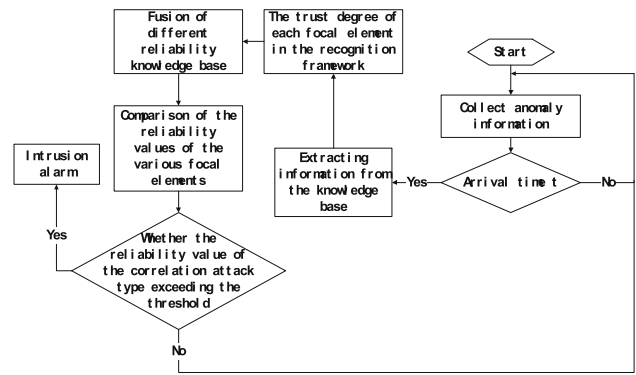 Start
Collect anomaly
information
Arrival time t
Yes
No
Extracting
information from
the knowledge
base
The trust degree of
each focal element
in the recognition
framework
Fusion of
different
reliability
knowledge base
Comparison of the
reliability
values of the
various focal
elements
Whether the
reliability value of
the correlation attack
type exceeding the
threshold
Yes
Intrusion
alarm
No